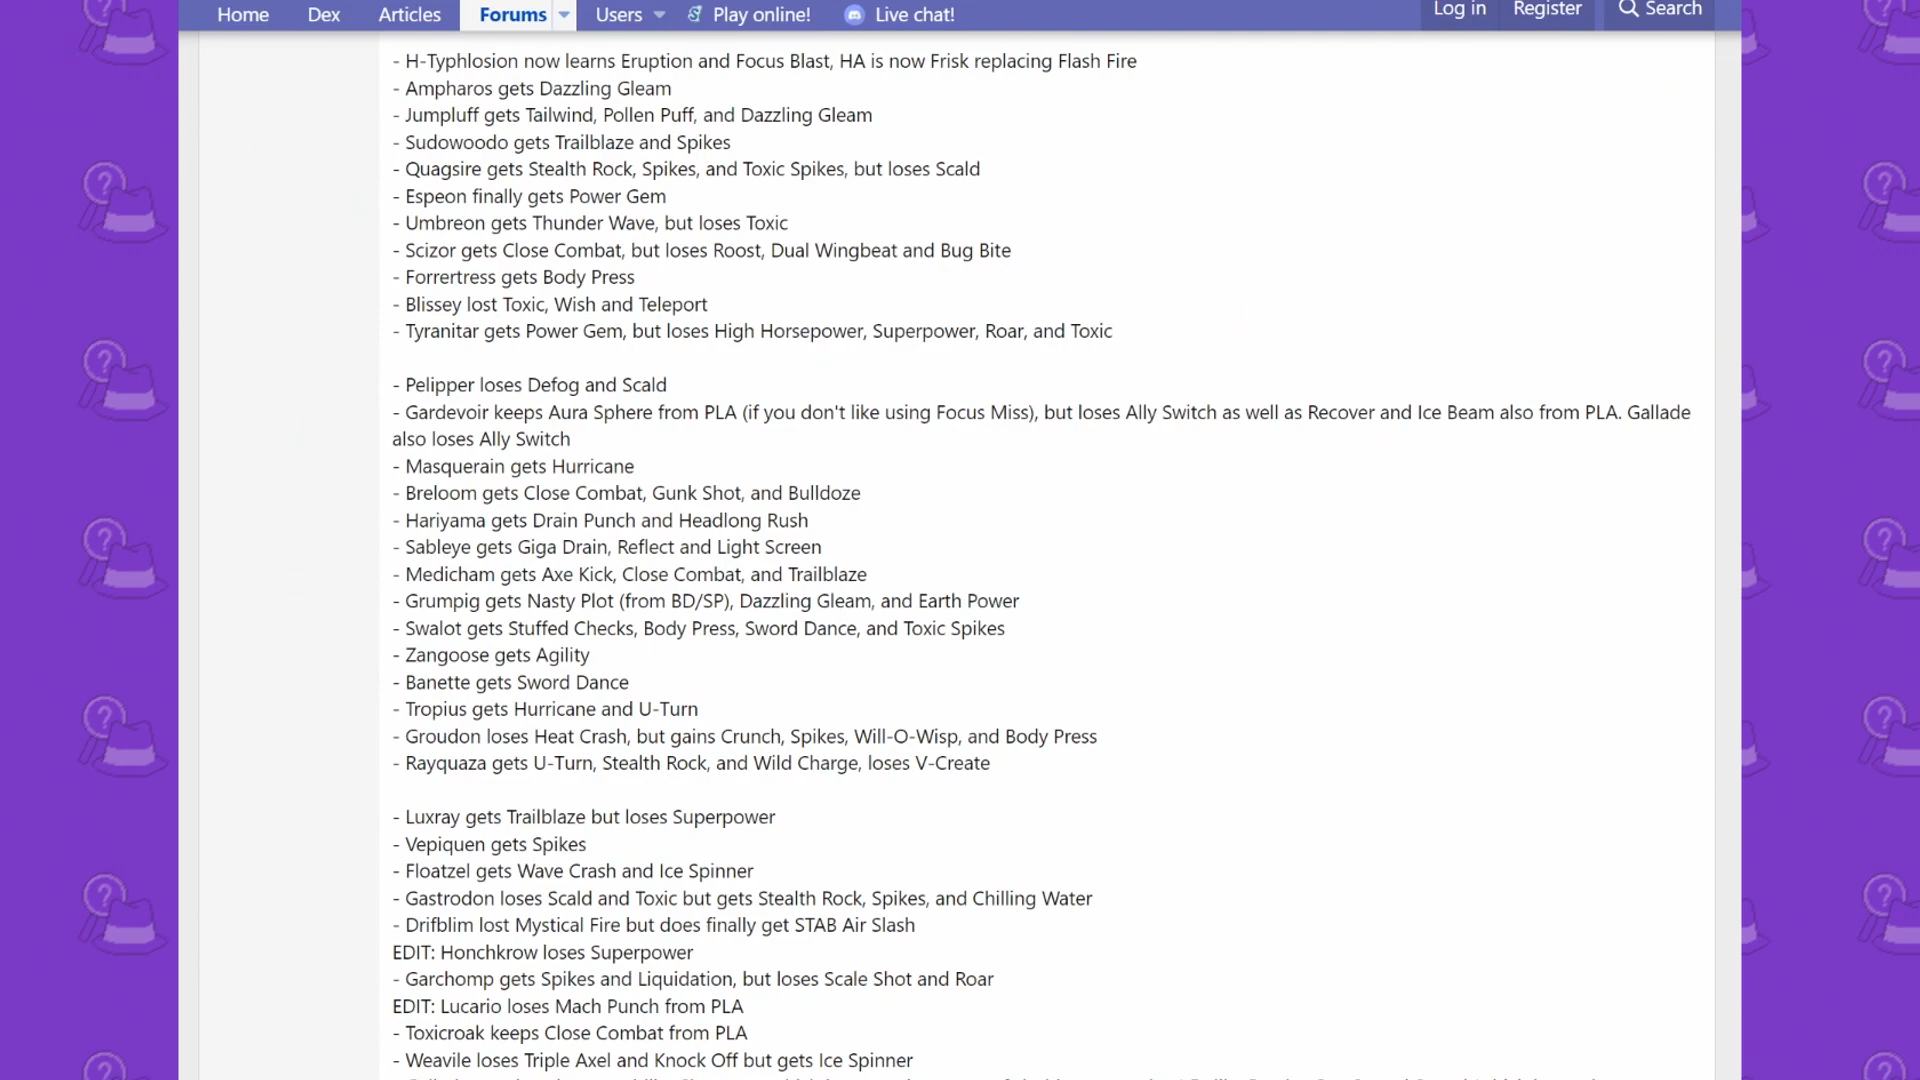 Home Dex Articles Forums Users Play online! Live chat! Log in Register Search
- H-Typhlosion now learns Eruption and Focus Blast, HA is now Frisk replacing Flash Fire
- Ampharos gets Dazzling Gleam
- Jumpluff gets Tailwind, Pollen Puff, and Dazzling Gleam
- Sudowoodo gets Trailblaze and Spikes
- Quagsire gets Stealth Rock, Spikes, and Toxic Spikes, but loses Scald
- Espeon finally gets Power Gem
- Umbreon gets Thunder Wave, but loses Toxic
- Scizor gets Close Combat, but loses Roost, Dual Wingbeat and Bug Bite
- Forrertress gets Body Press
- Blissey lost Toxic, Wish and Teleport
- Tyranitar gets Power Gem, but loses High Horsepower, Superpower, Roar, and Toxic
- Pelipper loses Defog and Scald
- Gardevoir keeps Aura Sphere from PLA (if you don't like using Focus Miss), but loses Ally Switch as well as Recover and Ice Beam also from PLA. Gallade
also loses Ally Switch
- Masquerain gets Hurricane
- Breloom gets Close Combat, Gunk Shot, and Bulldoze
- Hariyama gets Drain Punch and Headlong Rush
- Sableye gets Giga Drain, Reflect and Light Screen
- Medicham gets Axe Kick, Close Combat, and Trailblaze
- Grumpig gets Nasty Plot (from BD/SP), Dazzling Gleam, and Earth Power
- Swalot gets Stuffed Checks, Body Press, Sword Dance, and Toxic Spikes
- Zangoose gets Agility
- Banette gets Sword Dance
- Tropius gets Hurricane and U-Turn
- Groudon loses Heat Crash, but gains Crunch, Spikes, Will-O-Wisp, and Body Press
- Rayquaza gets U-Turn, Stealth Rock, and Wild Charge, loses V-Create
- Luxray gets Trailblaze but loses Superpower
- Vepiquen gets Spikes
- Floatzel gets Wave Crash and Ice Spinner
- Gastrodon loses Scald and Toxic but gets Stealth Rock, Spikes, and Chilling Water
- Drifblim lost Mystical Fire but does finally get STAB Air Slash
EDIT: Honchkrow loses Superpower
- Garchomp gets Spikes and Liquidation, but loses Scale Shot and Roar
EDIT: Lucario loses Mach Punch from PLA
- Toxicroak keeps Close Combat from PLA
- Weavile loses Triple Axel and Knock Off but gets Ice Spinner